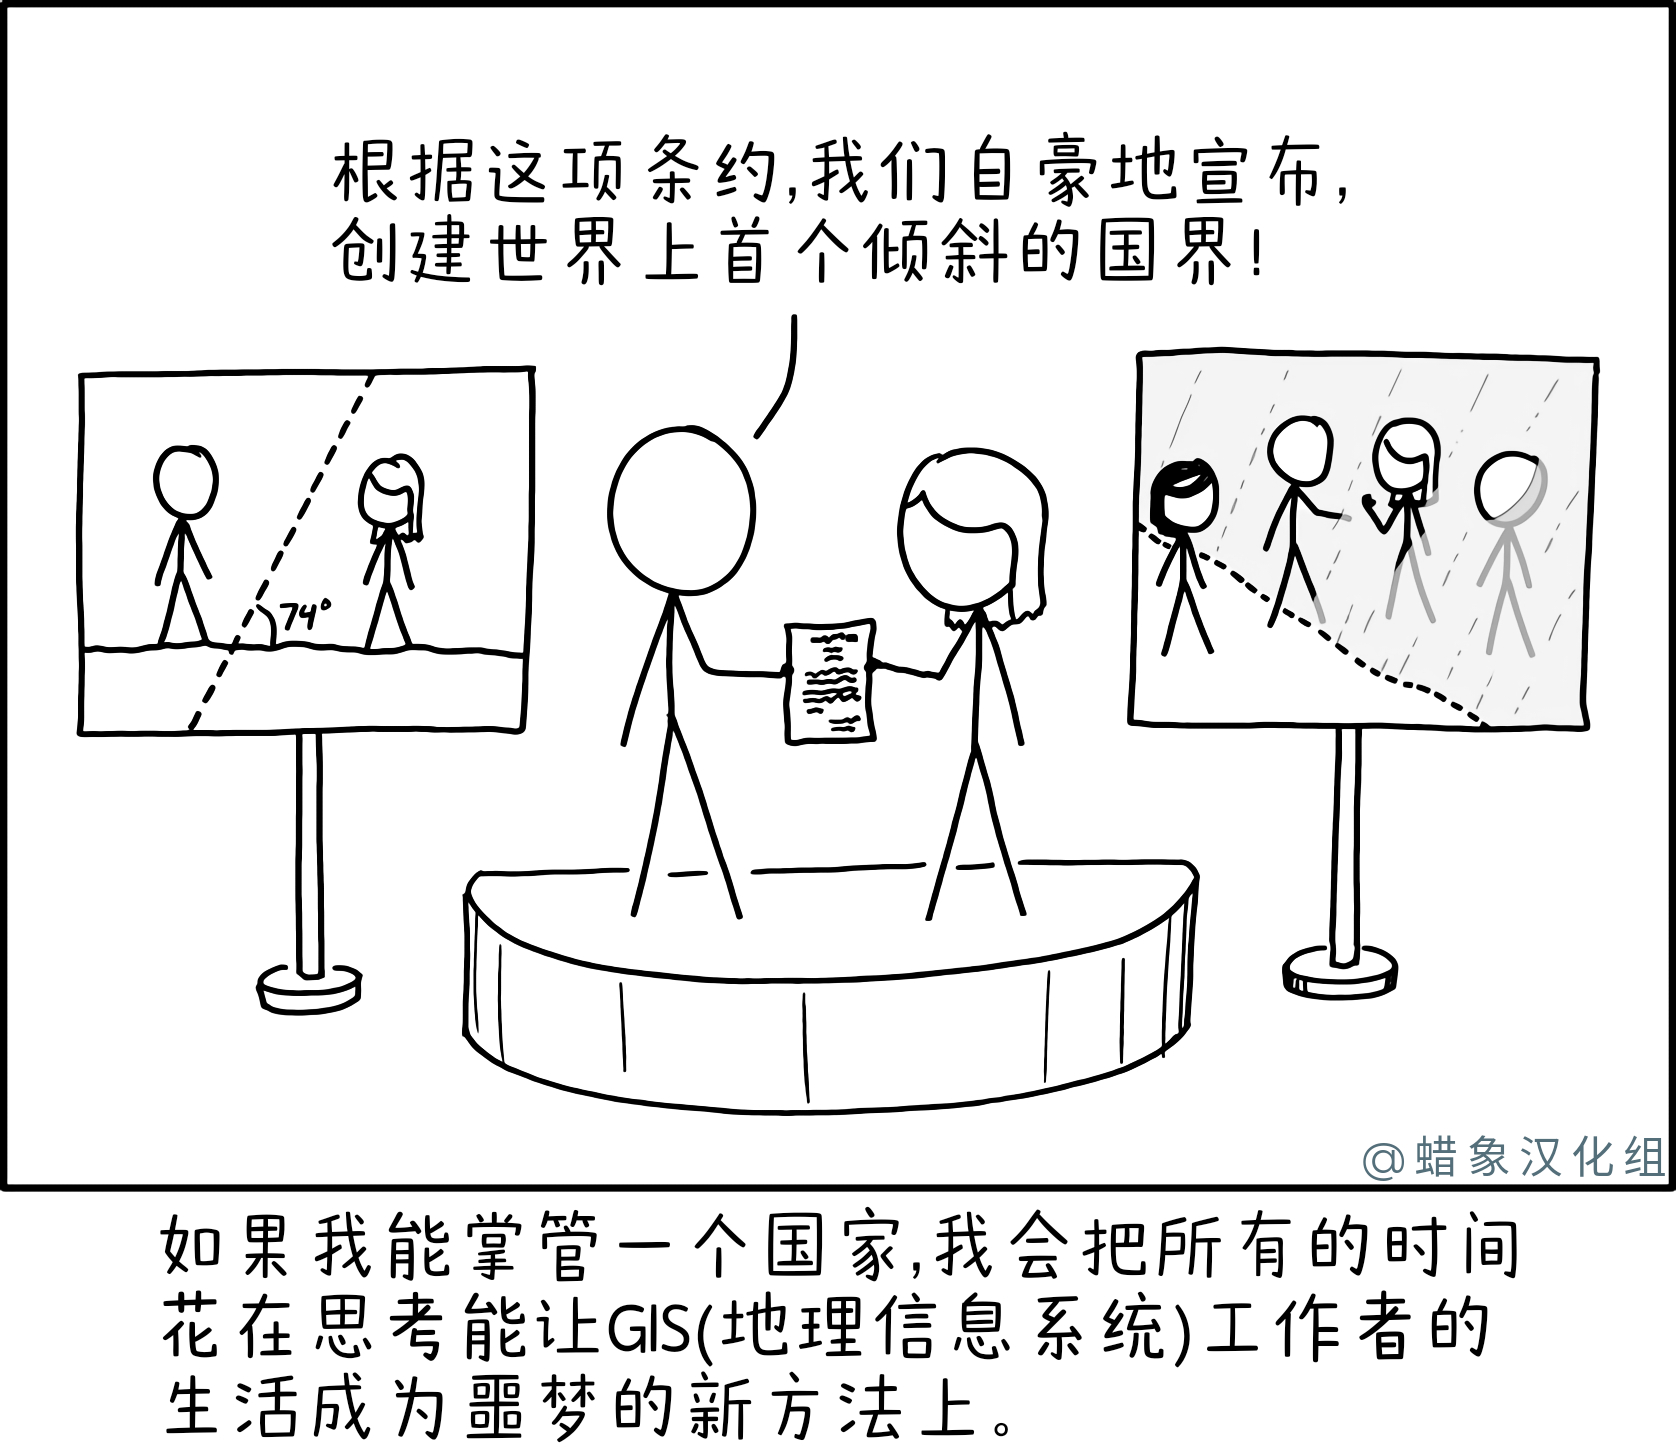 根据这项条约,我们自豪地宣布,
创建世界上首个倾斜的国界!
74°
@蜡象汉化组
如果我能掌管一个国家,我会把所有的时间
花在思考能让GIS(地理信息系统)工作者的
生活成为噩梦的新方法上。